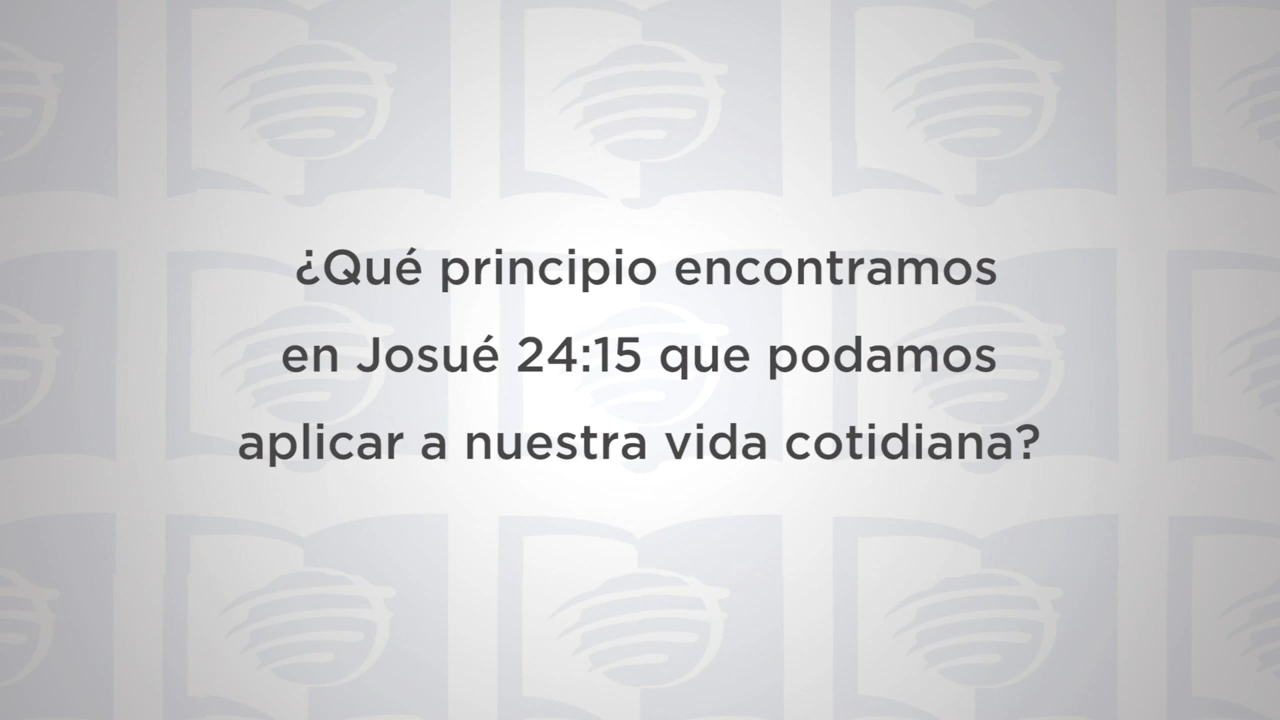 ¿Qué principio encontramos
en Josué 24:15 que podamos
aplicar a nuestra vida cotidiana?